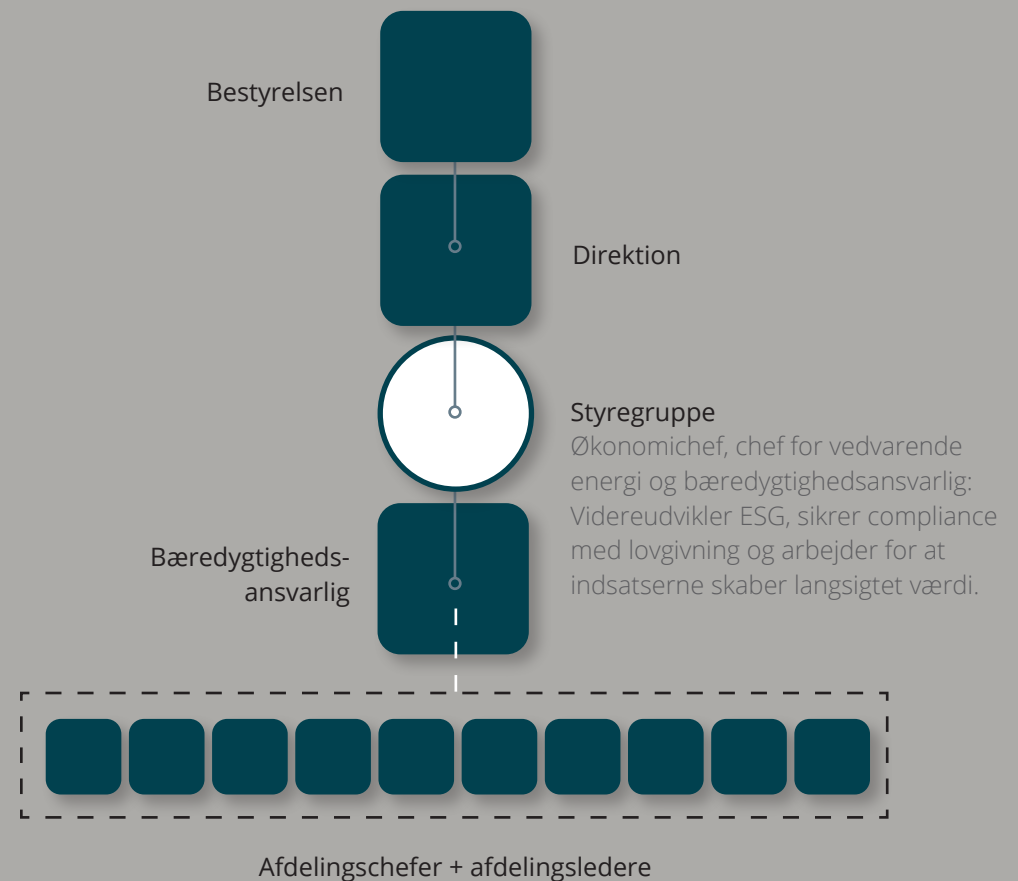 Bestyrelsen
Direktion
Styregruppe
Økonomichef, chef for vedvarende
energi og bæredygtighedsansvarlig:
Videreudvikler ESG, sikrer compliance
med lovgivning og arbejder for at
indsatserne skaber langsigtet værdi.
Bæredygtigheds-
ansvarlig
Afdelingschefer + afdelingsledere